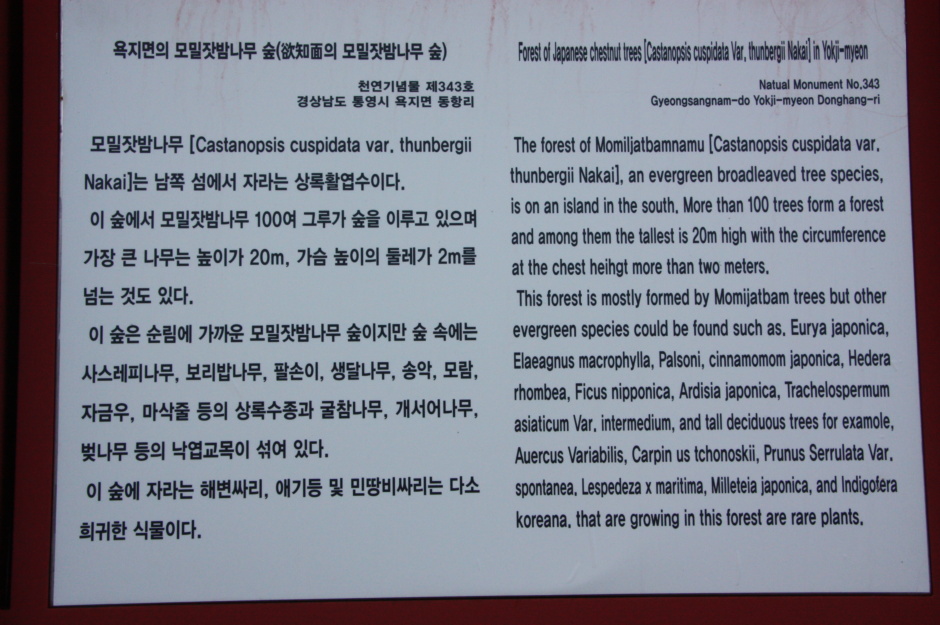 욕지면의 모밀잣밤나무 숲(欲知面의 모밀잣밤나무 숲)
천연기념물 제343호
경상남도 통영시 욕지면 동항리
모밀잣밤나무 [Castanopsis cuspidata var. thunbergii
Nakai]는 남쪽 섬에서 자라는 상록활엽수이다.
이 숲에서 모밀잣밤나무 100여 그루가 숲을 이루고 있으며
가장 큰 나무는 높이가 20m, 가슴 높이의 둘레가 2m를
넘는 것도 있다.
이 숲은 순림에 가까운 모밀잣밤나무 숲이지만 숲 속에는
사스레피나무, 보리밥나무, 팔손이, 생달나무, 송악, 모람,
자금우, 마삭줄 등의 상록수종과 굴참나무, 개서어나무,
벚나무 등의 낙엽교목이 섞여 있다.
이 숲에 자라는 해변싸리, 애기등 및 민땅비싸리는 다소
희귀한 식물이다.
Forest of Japanese chestnut trees [Castanopsis cuspidata Var, thunbergii Nakai] in Yokji-myeon
Natual Monument No.343
Gyeongsangnam-do Yokji-myeon Donghang-ri
The forest of Momiljatbamnamu [Castanopsis cuspidata var.
thunbergii Nakai], an evergreen broadleaved tree species,
is on an island in the south. More than 100 trees form a forest
and among them the tallest is 20m high with the circumference
at the chest heihgt more than two meters.
This forest is mostly formed by Momijatbam trees but other
evergreen species could be found such as, Eurya japonica,
Elaeagnus macrophylla, Palsoni, cinnamomom japonica, Hedera
rhombea, Ficus nipponica, Ardisia japonica, Trachelospermum
asiaticum Var. intermedium, and tall deciduous trees for examole,
Auercus Variabilis, Carpin us tchonoskii, Prunus Serrulata Var.
spontanea, Lespedeza x maritima, Milleteia japonica, and Indigofera
koreana, that are growing in this forest are rare plants.